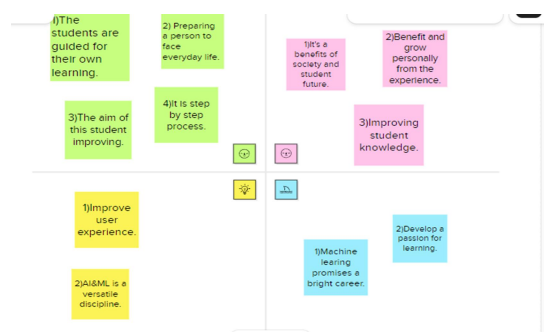 1)The
students are
guided for
their own
learning.
2) Preparing
a person to
face
everyday life.
3)The aim of
this student
improving.
4)It is step
by step
process.
1)It's a
benefits of
society and
student
future.
2)Benefit and
grow
personally
from the
experience.
3)Improving
student
knowledge.
1)Improve
user
experience.
2)AI&ML is a
versatile
discipline.
1)Machine
learing
promises a
bright career.
2)Develop a
passion for
learning.